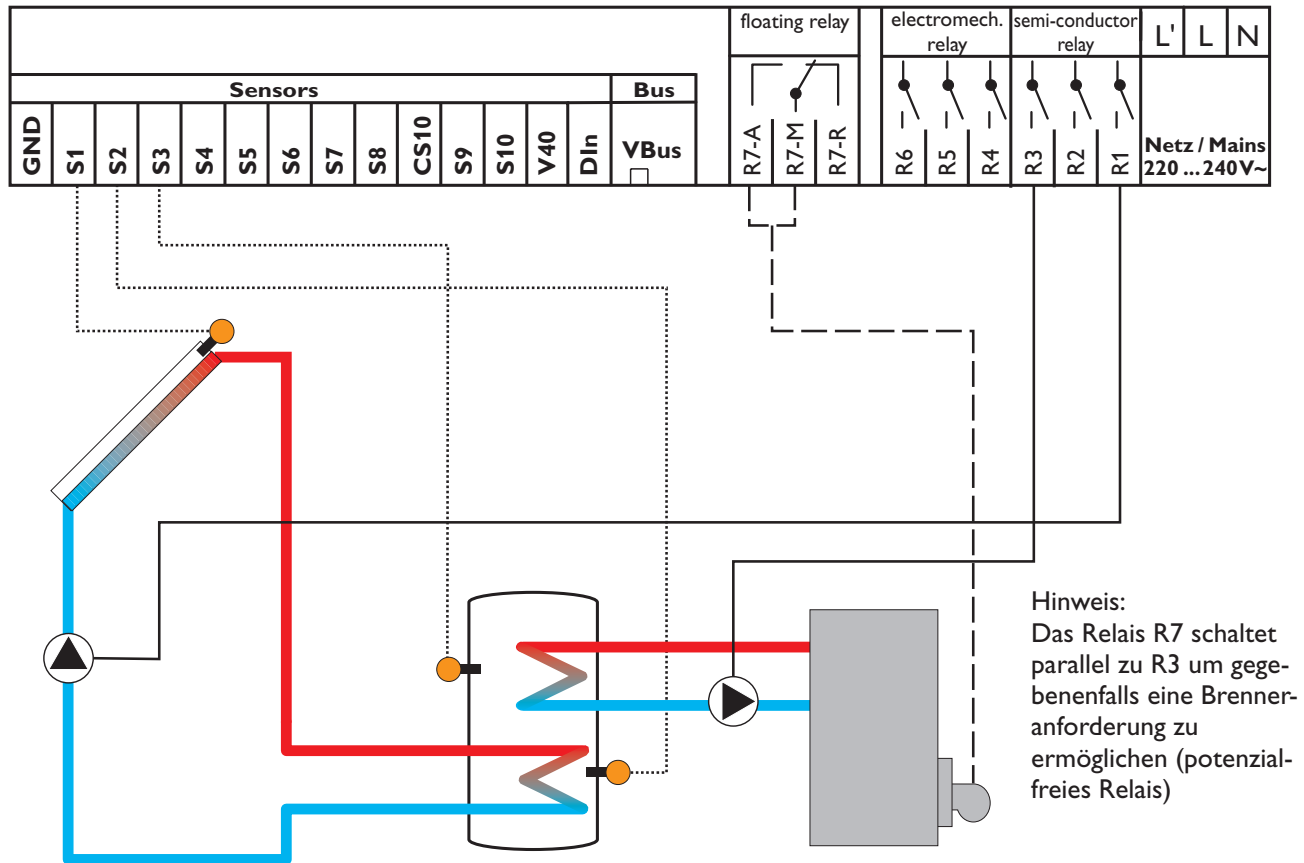 floating relay
electromech. relay
semi-conductor relay
L' L N
Sensors
Bus
GND S1 S2 S3 S4 S5 S6 S7 S8 CS10 S9 S10 V40 DIn
VBus
R7-A R7-M R7-R
R6 R5 R4 R3 R2 R1
Netz / Mains
220 ... 240 V~
Hinweis:
Das Relais R7 schaltet
parallel zu R3 um gege-
benenfalls eine Brenner-
anforderung zu
ermöglichen (potenzial-
freies Relais)